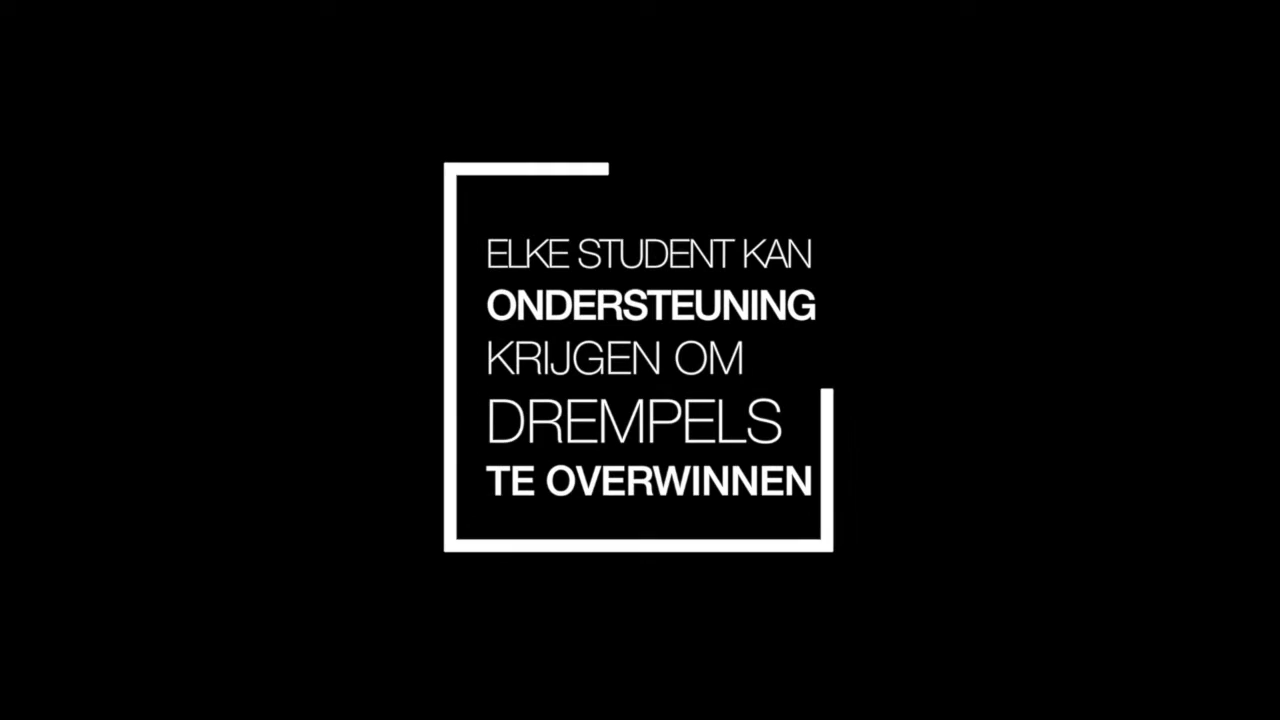 ELKE STUDENT KAN
ONDERSTEUNING
KRIJGEN OM
DREMPELS
TE OVERWINNEN